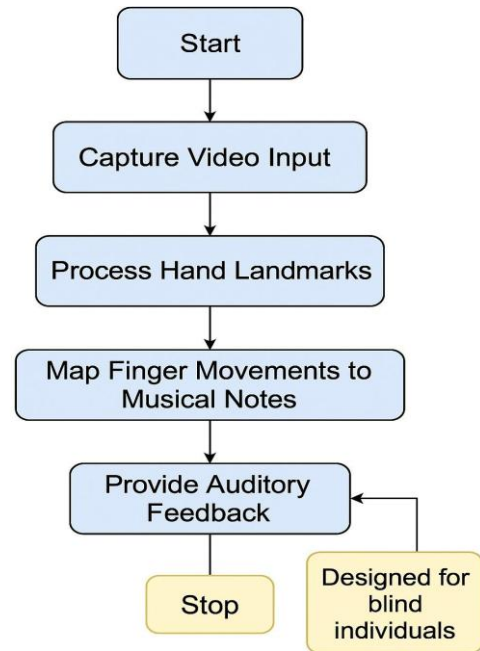 Start
Capture Video Input
Process Hand Landmarks
Map Finger Movements to
Musical Notes
Provide Auditory
Feedback
Stop
Designed for
blind
individuals